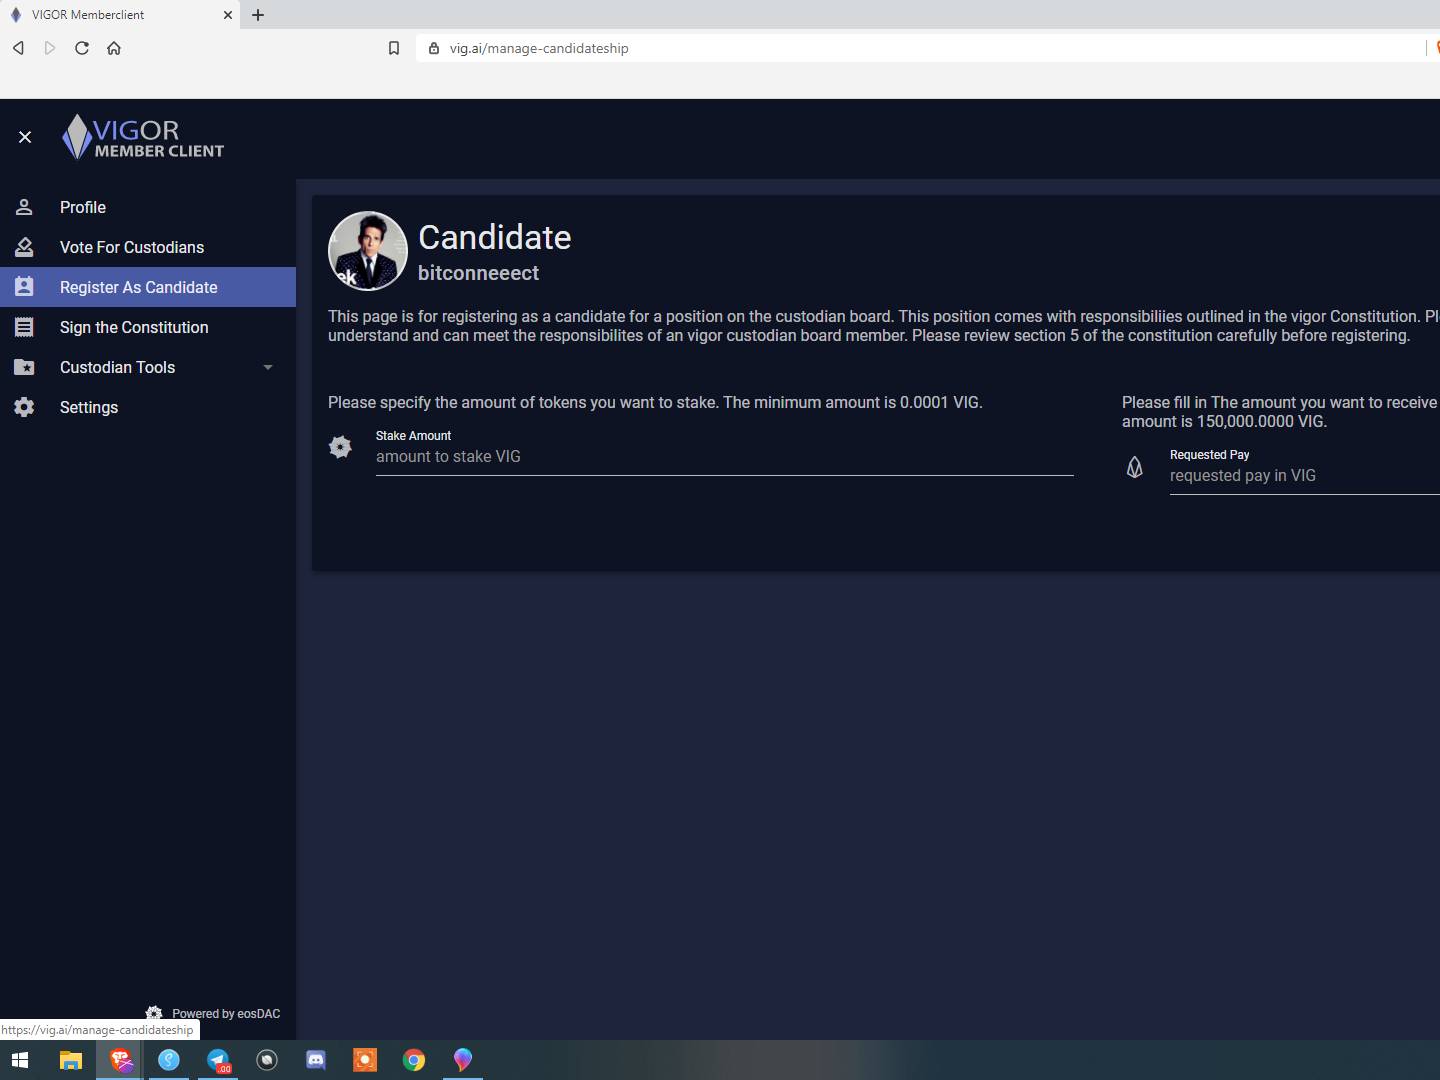 VIGOR Memberclient
vig.ai/manage-candidateship
VIGOR
MEMBER CLIENT
Profile
Vote For Custodians
Register As Candidate
Sign the Constitution
Custodian Tools
Settings
Candidate
bitconneeect
ek
This page is for registering as a candidate for a position on the custodian board. This position comes with responsibiliies outlined in the vigor Constitution.
understand and can meet the responsibilites of an vigor custodian board member. Please review section 5 of the constitution carefully before registering.
Please specify the amount of tokens you want to stake. The minimum amount is 0.0001 VIG.
Stake Amount
amount to stake VIG
Please fill in The amount you want to receive
amount is 150,000.0000 VIG.
Requested Pay
requested pay in VIG
Powered by eosDAC
https://vig.ai/manage-candidateship
.00